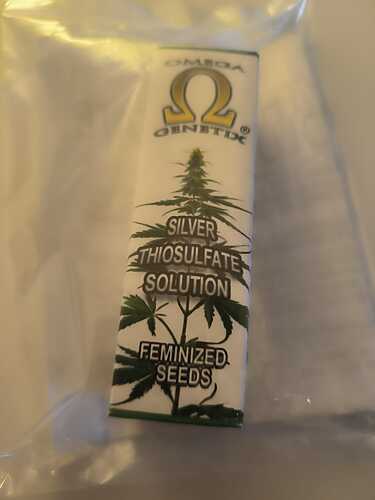 OMEGA
Ω
GENETIX®
SILVER
THIOSULFATE
SOLUTION
FEMINIZED
SEEDS